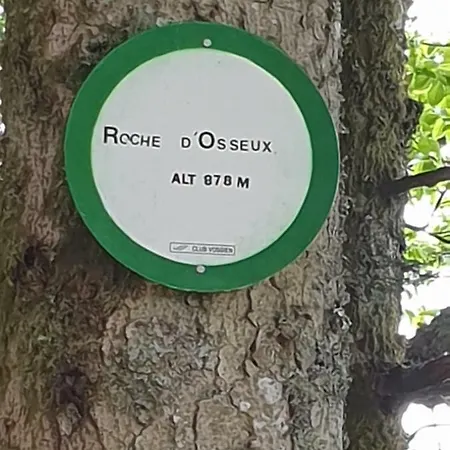 ROCHE D'OSSEUX
ALT 878 M
CLUB VOSGIEN